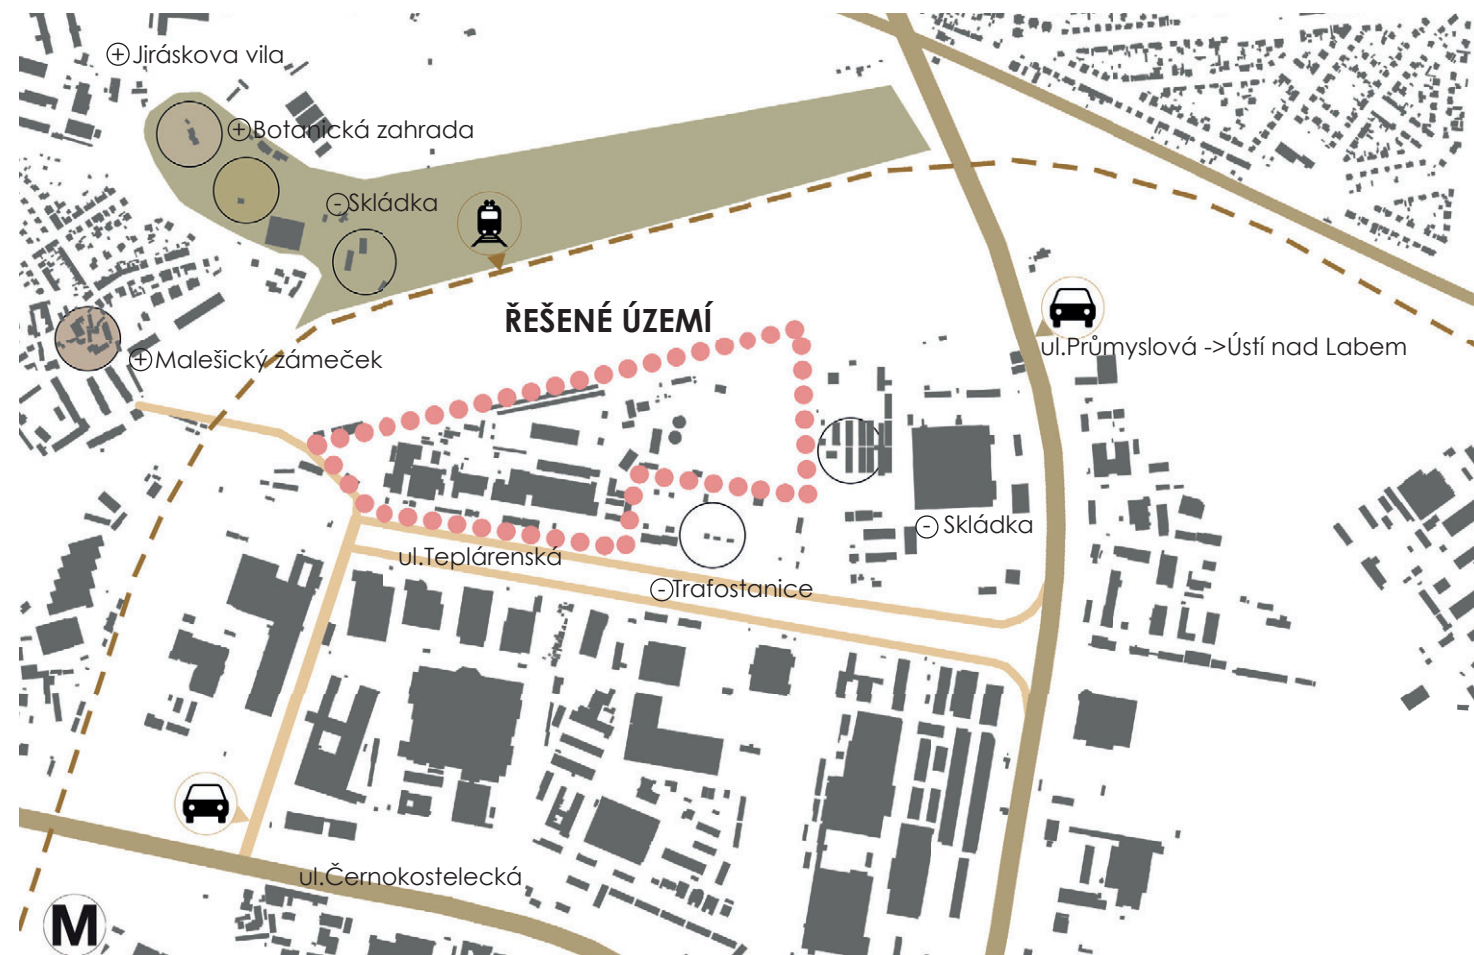 + Jiráskova vila
+ Botanická zahrada
- Skládka
ŘEŠENÉ ÚZEMÍ
ul.Průmyslová ->Ústí nad Labem
+ Malešický zámeček
- Skládka
ul.Teplárenská
- Trafostanice
ul.Černokostelecká
M